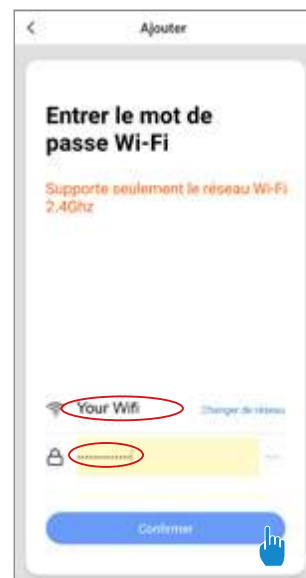 Ajouter
Entrer le mot de
passe Wi-Fi
Supporte seulement le réseau Wi-Fi
2.4Ghz
Your Wifi
Changer de réseau
Confirmer